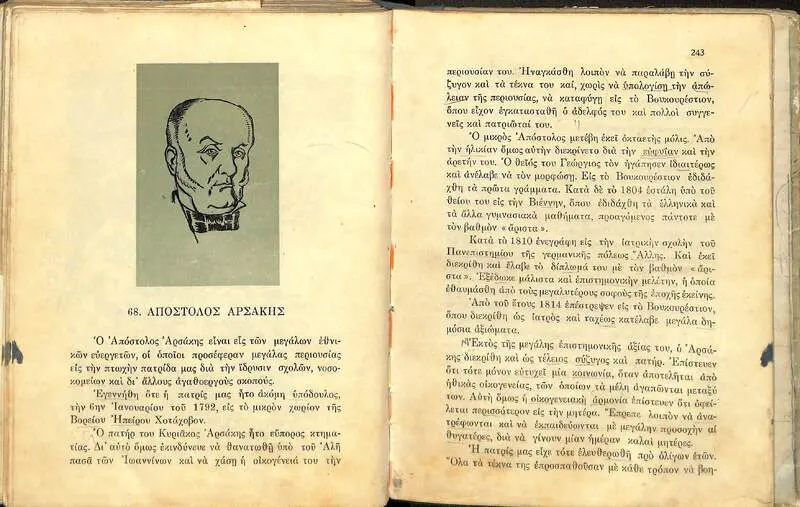 68. ΑΠΟΣΤΟΛΟΣ ΑΡΣΑΚΗΣ
Ὁ Ἀπόστολος Ἀρσάκης εἶναι εἷς τῶν μεγάλων ἐθνι-
κῶν εὐεργετῶν, οἱ ὁποῖοι προσέφεραν μεγάλας περιουσίας
εἰς τὴν πτωχὴν πατρίδα μας διὰ τὴν ἵδρυσιν σχολῶν, νοσο-
κομείων καὶ δι' ἄλλους ἀγαθοεργοὺς σκοπούς.
Ἐγεννήθη ὅτε ἡ πατρίς μας ἦτο ἀκόμη ὑπόδουλος,
τὴν 6ην Ἰανουαρίου τοῦ 1792, εἰς τὸ μικρὸν χωρίον τῆς
Βορείου Ἠπείρου Χοτάχοβον.
Ὁ πατήρ του Κυριάκος Ἀρσάκης ἦτο εὔπορος κτημα-
τίας. Δι' αὐτὸ ὅμως ἐκινδύνευε νὰ θανατωθῇ ὑπὸ τοῦ Ἀλῆ
πασᾶ τῶν Ἰωαννίνων καὶ νὰ χάσῃ ἡ οἰκογένειά του τὴν
243
περιουσίαν του. Ἠναγκάσθη λοιπὸν νὰ παραλάβῃ τὴν σύ-
ζυγον καὶ τὰ τέκνα του καί, χωρὶς νὰ ὑπολογίσῃ τὴν ἀπώ-
λειαν τῆς περιουσίας, νὰ καταφύγῃ εἰς τὸ Βουκουρέστιον,
ὅπου εἶχον ἐγκατασταθῆ ὁ ἀδελφός του καὶ πολλοὶ συγγε-
νεῖς καὶ πατριῶταί του.
Ὁ μικρὸς Ἀπόστολος μετέβη ἐκεῖ ὀκταετὴς μόλις. Ἀπὸ
τὴν ἡλικίαν ὅμως αὐτὴν διεκρίνετο διὰ τὴν εὐφυΐαν καὶ τὴν
ἀρετήν του. Ὁ θεῖός του Γεώργιος τὸν ἠγάπησεν ἰδιαιτέρως
καὶ ἀνέλαβε νὰ τὸν μορφώσῃ. Εἰς τὸ Βουκουρέστιον ἐδιδά-
χθη τὰ πρῶτα γράμματα. Κατὰ δὲ τὸ 1804 ἐστάλη ὑπὸ τοῦ
θείου του εἰς τὴν Βιέννην, ὅπου ἐδιδάχθη τὰ ἑλληνικὰ καὶ
τὰ ἄλλα γυμνασιακὰ μαθήματα, προαγόμενος πάντοτε μὲ
τὸν βαθμὸν « ἄριστα ».
Κατὰ τὸ 1810 ἐνεγράφη εἰς τὴν ἰατρικὴν σχολὴν τοῦ
Πανεπιστημίου τῆς γερμανικῆς πόλεως Ἅλλης. Καὶ ἐκεῖ
διεκρίθη καὶ ἔλαβε τὸ δίπλωμά του μὲ τὸν βαθμὸν « ἄρι-
στα ». Ἐξέδωκε μάλιστα καὶ ἐπιστημονικὴν μελέτην, ἡ ὁποία
ἐθαυμάσθη ἀπὸ τοὺς μεγαλυτέρους σοφοὺς τῆς ἐποχῆς ἐκείνης.
Ἀπὸ τοῦ ἔτους 1814 ἐπέστρεψεν εἰς τὸ Βουκουρέστιον,
ὅπου διεκρίθη ὡς ἰατρὸς καὶ ταχέως κατέλαβε μεγάλα δη-
μόσια ἀξιώματα.
Ἐκτὸς τῆς μεγάλης ἐπιστημονικῆς ἀξίας του, ὁ Ἀρσά-
κης διεκρίθη καὶ ὡς τέλειος σύζυγος καὶ πατήρ. Ἐπίστευεν
ὅτι τότε μόνον εὐτυχεῖ μία κοινωνία, ὅταν ἀποτελῆται ἀπὸ
ἠθικὰς οἰκογενείας, τῶν ὁποίων τὰ μέλη ἀγαπῶνται μεταξύ
των. Αὐτὴ ὅμως ἡ οἰκογενειακὴ ἁρμονία ἐπίστευεν ὅτι ὀφεί-
λεται περισσότερον εἰς τὴν μητέρα. Ἔπρεπε λοιπὸν νὰ ἀνα-
τρέφωνται καὶ νὰ ἐκπαιδεύωνται μὲ μεγάλην προσοχὴν αἱ
θυγατέρες, διὰ νὰ γίνουν μίαν ἡμέραν καλαὶ μητέρες.
Ἡ πατρίς μας εἶχε τότε ἐλευθερωθῆ πρὸ ὀλίγων ἐτῶν.
Ὅλα τὰ τέκνα της ἐπροσπαθοῦσαν μὲ κάθε τρόπον νὰ βοη-